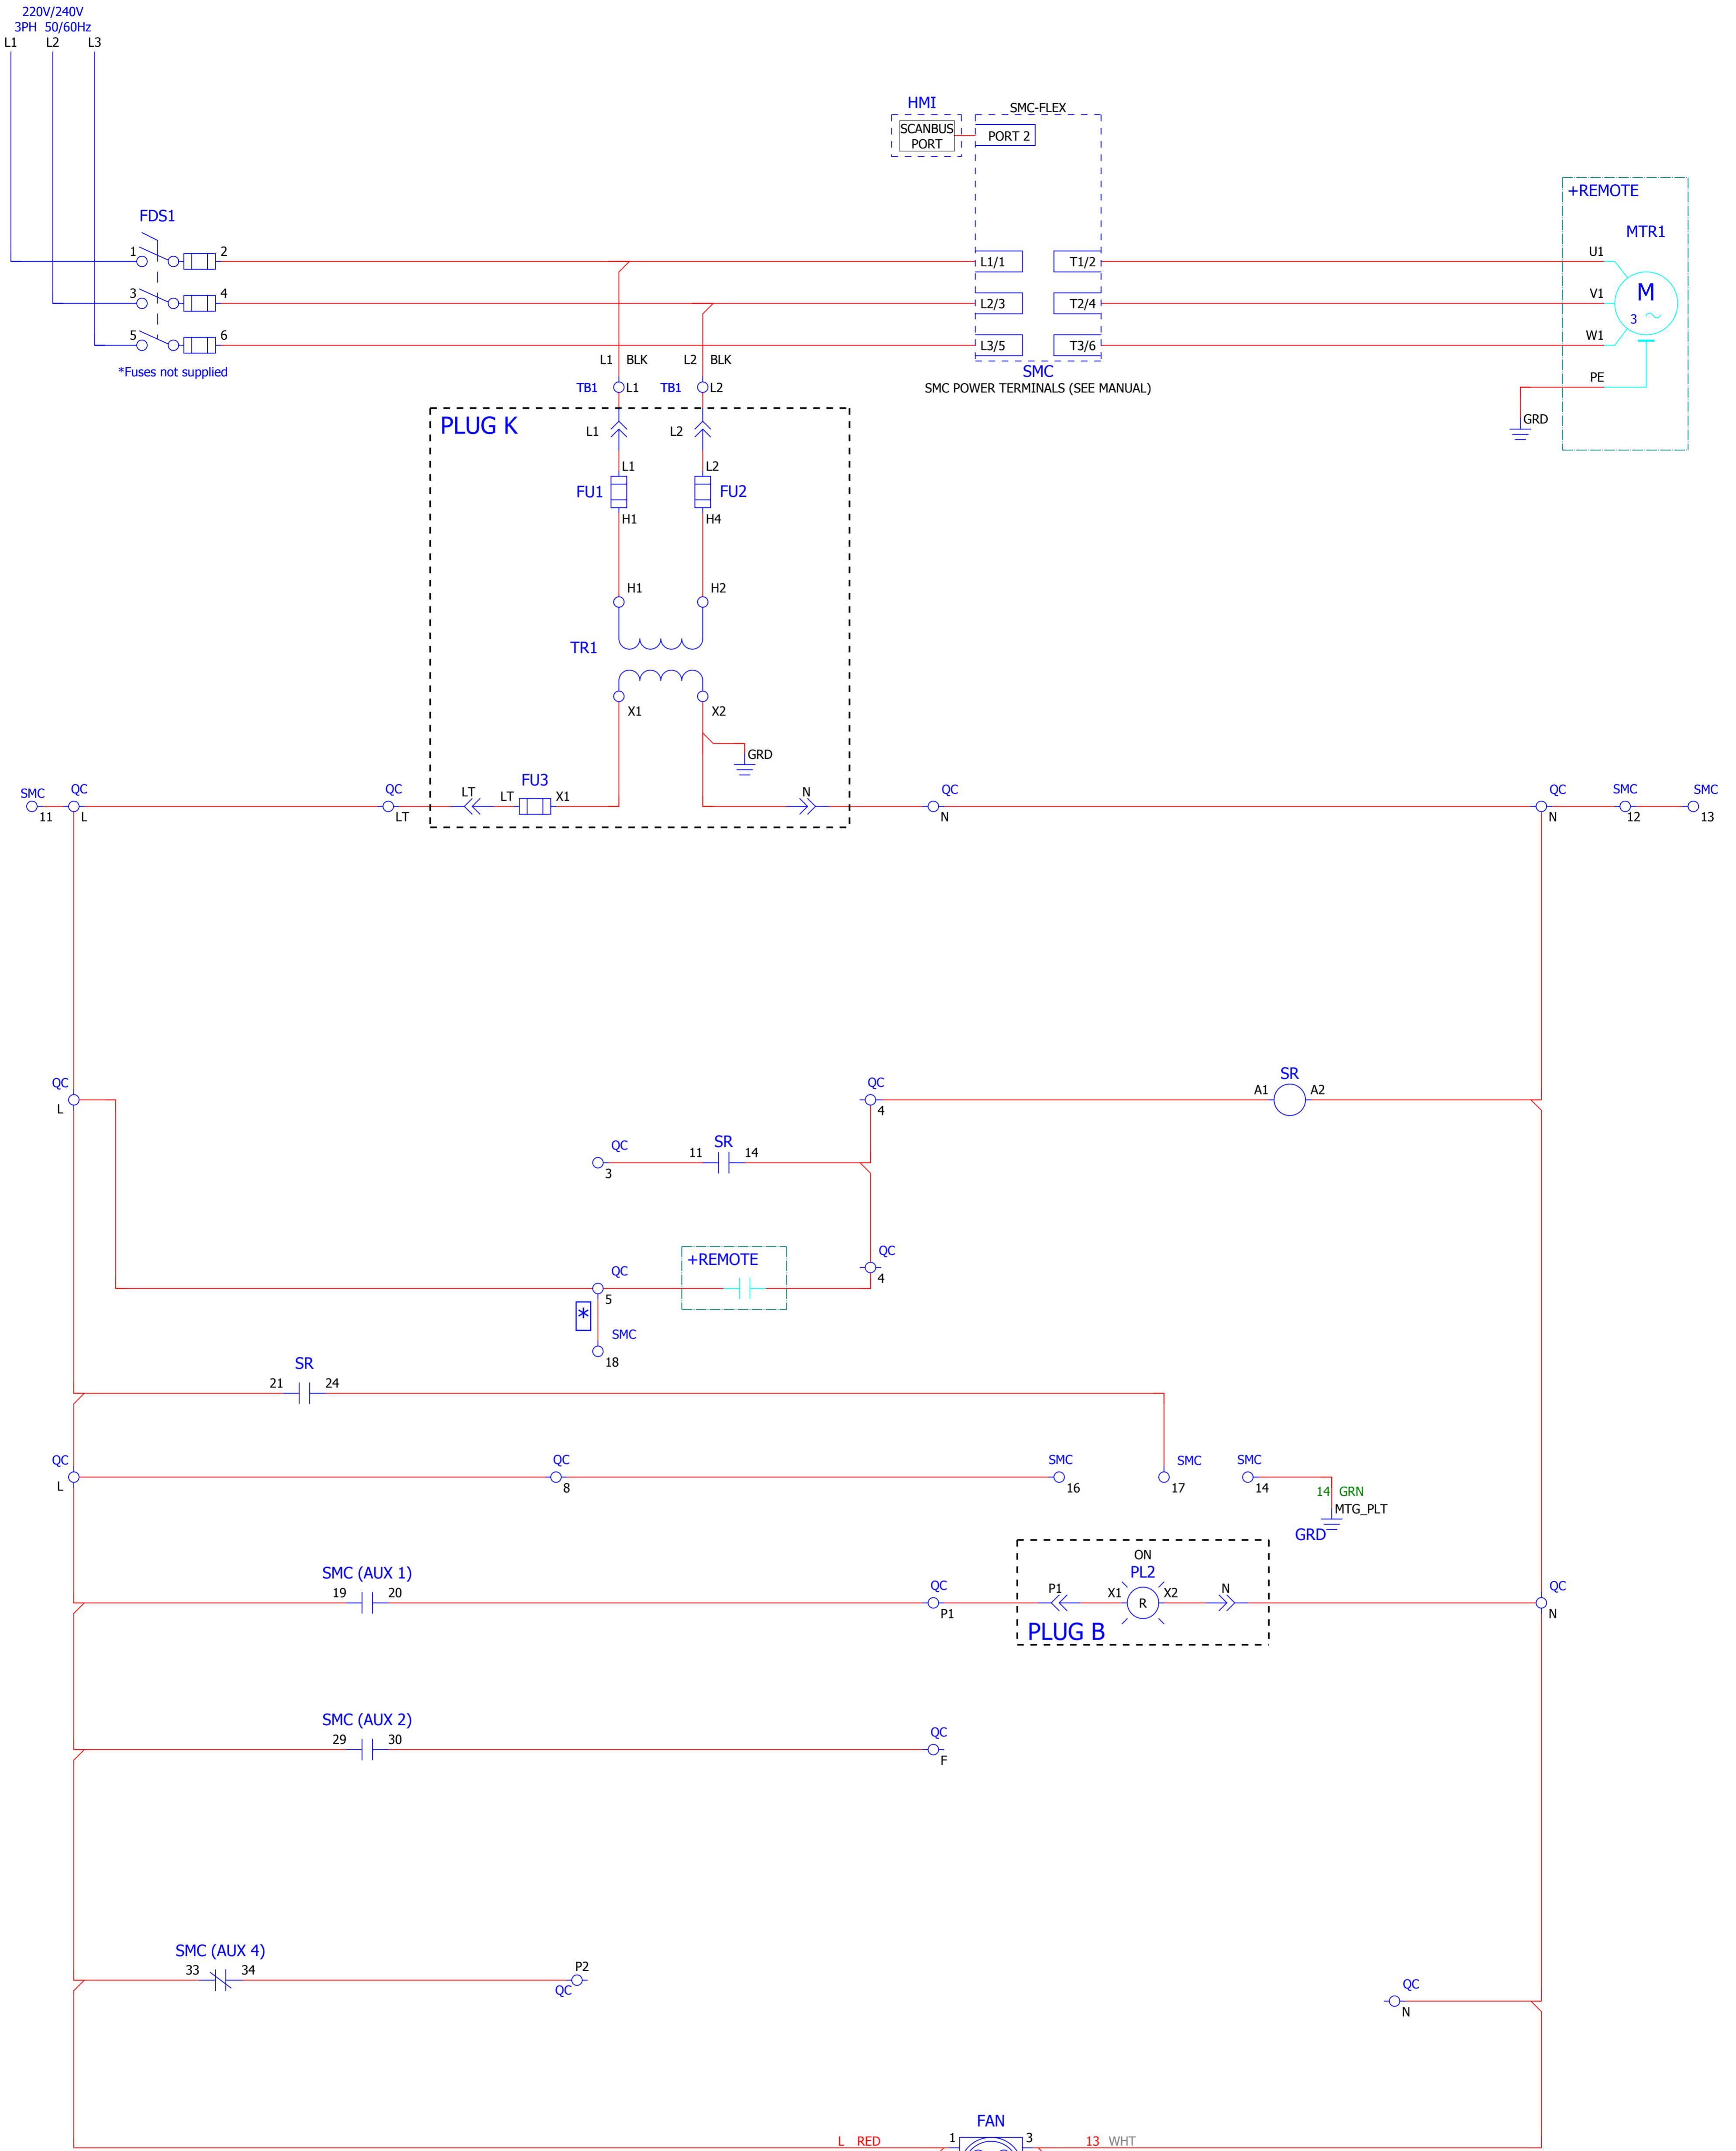 220V/240V
3PH 50/60Hz
L1 L2 L3
HMI
SMC-FLEX
SCANBUS
PORT
PORT 2
+REMOTE
FDS1
MTR1
1 2 L1/1 T1/2 U1
3 4 L2/3 T2/4 V1
M
3
5 6 L3/5 T3/6 W1
L1 BLK L2 BLK
*Fuses not supplied
SMC
SMC POWER TERMINALS (SEE MANUAL)
PE
TB1 L1 TB1 L2
GRD
PLUG K
L1 L2
L1 L2
FU1 FU2
H1 H4
H1 H2
TR1
X1 X2
GRD
FU3
SMC QC QC LT LT X1 N QC QC SMC SMC
11 L LT N N 12 13
QC QC SR
L 4 A1 A2
QC SR
3 11 14
QC
4
+REMOTE
QC
5
*
SMC
18
SR
21 24
QC QC SMC SMC SMC
L 8 16 17 14
14 GRN
MTG_PLT
GRD
ON
SMC (AUX 1) PL2
19 20 QC P1 X1 R X2 N QC
P1 N
PLUG B
SMC (AUX 2)
29 30 QC
F
SMC (AUX 4)
33 34 P2
QC
QC
N
FAN
L RED 1 3 13 WHT